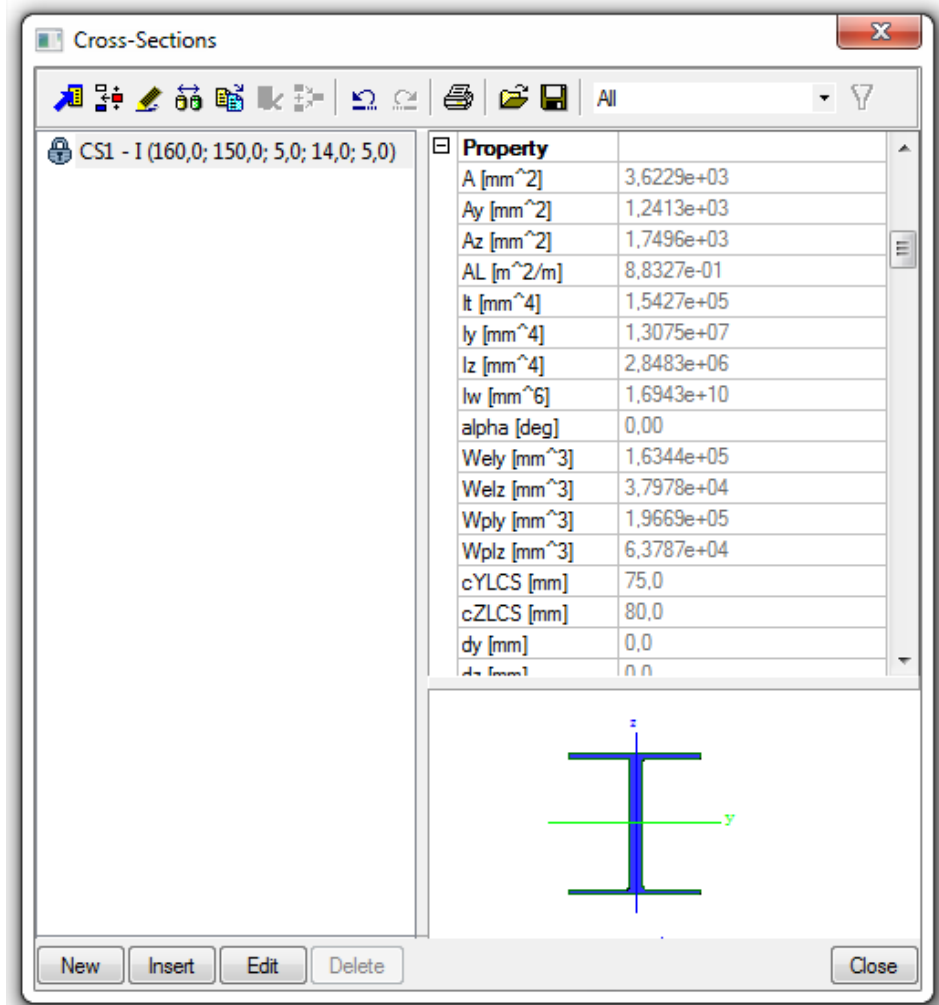 Cross-Sections
All
CS1 - I (160,0; 150,0; 5,0; 14,0; 5,0)
Property
A [mm^2] 3,6229e+03
Ay [mm^2] 1,2413e+03
Az [mm^2] 1,7496e+03
AL [m^2/m] 8,8327e-01
It [mm^4] 1,5427e+05
Iy [mm^4] 1,3075e+07
Iz [mm^4] 2,8483e+06
Iw [mm^6] 1,6943e+10
alpha [deg] 0,00
Wely [mm^3] 1,6344e+05
Welz [mm^3] 3,7978e+04
Wply [mm^3] 1,9669e+05
Wplz [mm^3] 6,3787e+04
cYLCS [mm] 75,0
cZLCS [mm] 80,0
dy [mm] 0,0
dz [mm] 0,0
z
y
New Insert Edit Delete Close